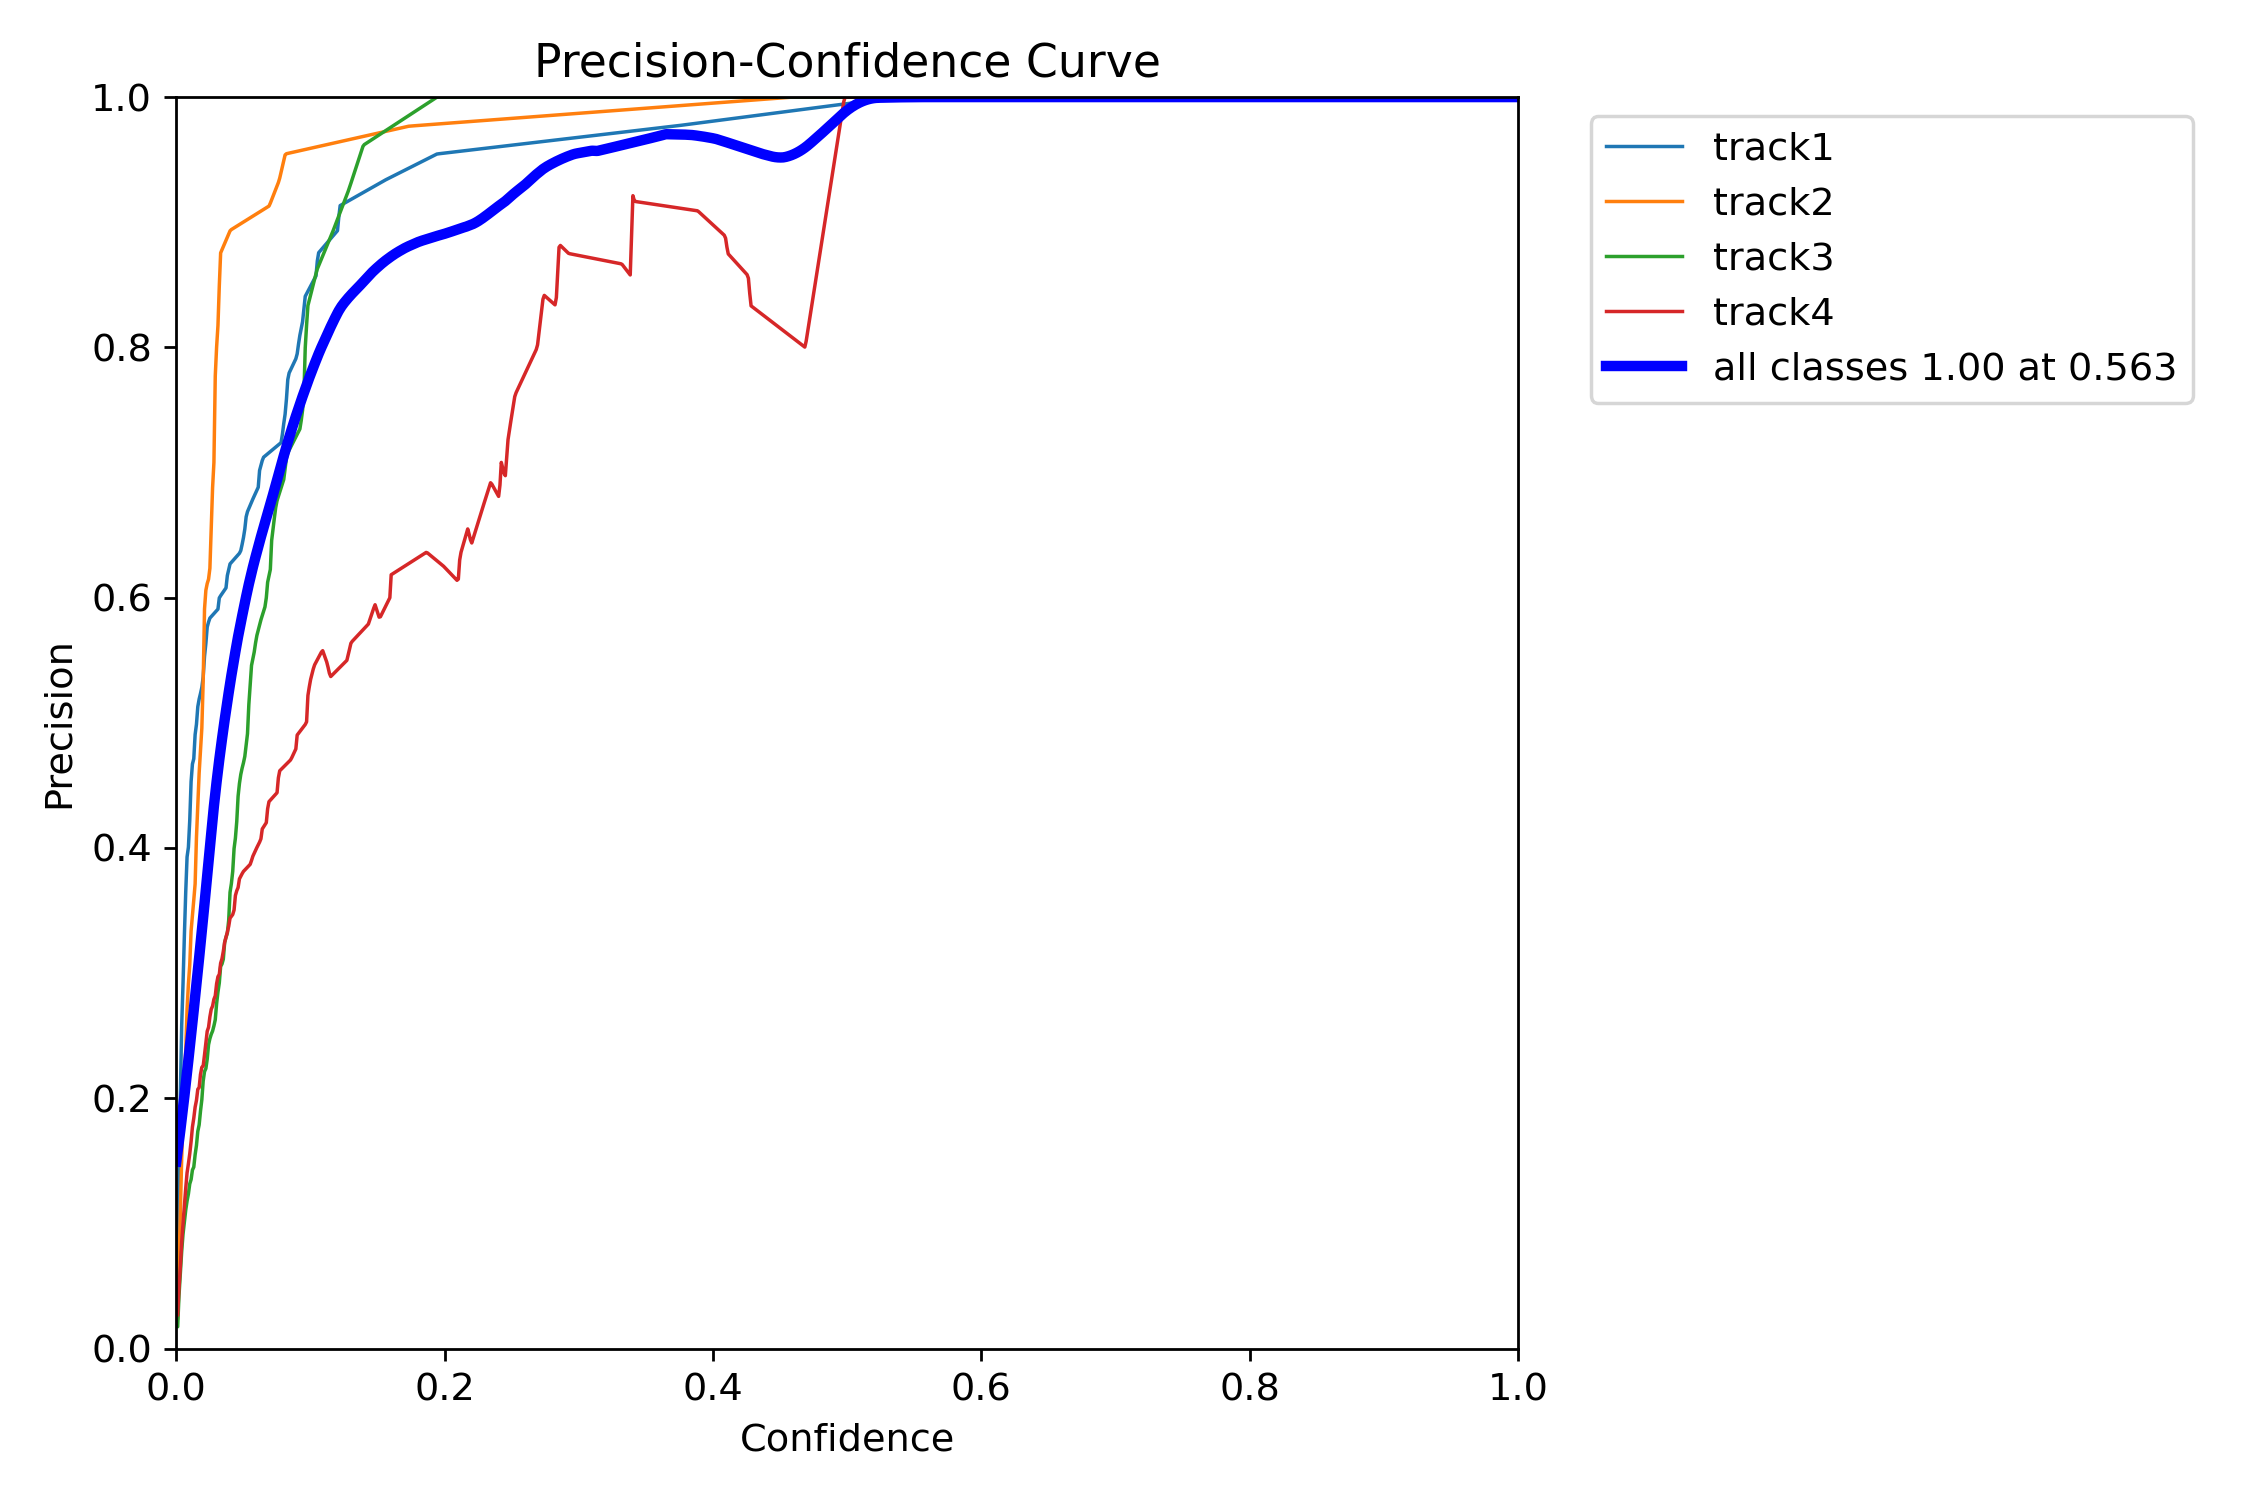 Precision-Confidence Curve
1.0
0.8
0.6
0.4
0.2
0.0
Precision
0.0 0.2 0.4 0.6 0.8 1.0
Confidence
track1
track2
track3
track4
all classes 1.00 at 0.563